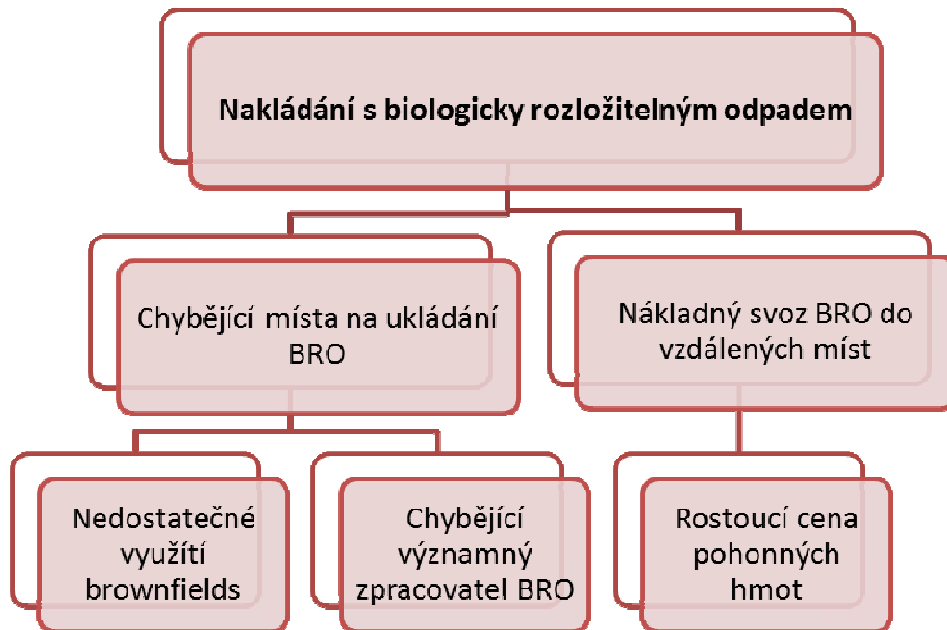 Nakládání s biologicky rozložitelným odpadem
Chybějící místa na ukládání
BRO
Nákladný svoz BRO do
vzdálených míst
Nedostatečné
využítí
brownfields
Chybějící
významný
zpracovatel BRO
Rostoucí cena
pohonných
hmot